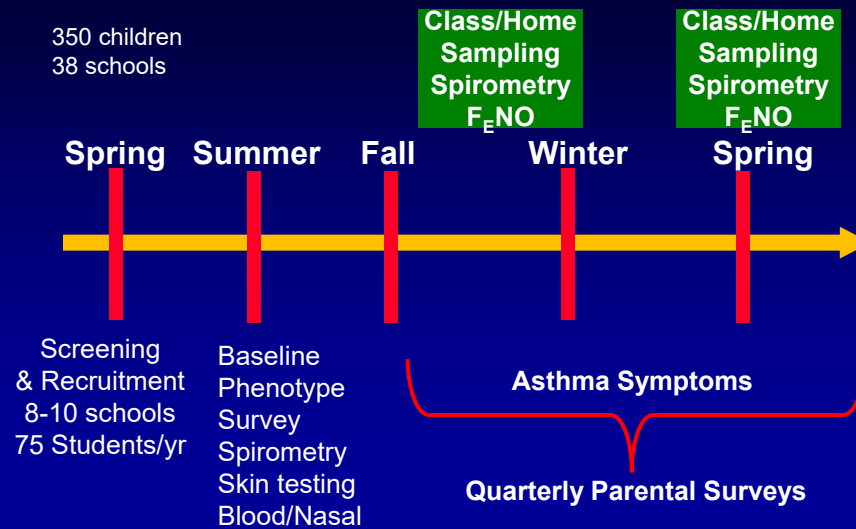 350 children
38 schools
Class/Home
Sampling
Spirometry
FENO
Class/Home
Sampling
Spirometry
FENO
Spring
Summer
Fall
Winter
Spring
Screening
& Recruitment
8-10 schools
75 Students/yr
Baseline
Phenotype
Survey
Spirometry
Skin testing
Blood/Nasal
Asthma Symptoms
Quarterly Parental Surveys